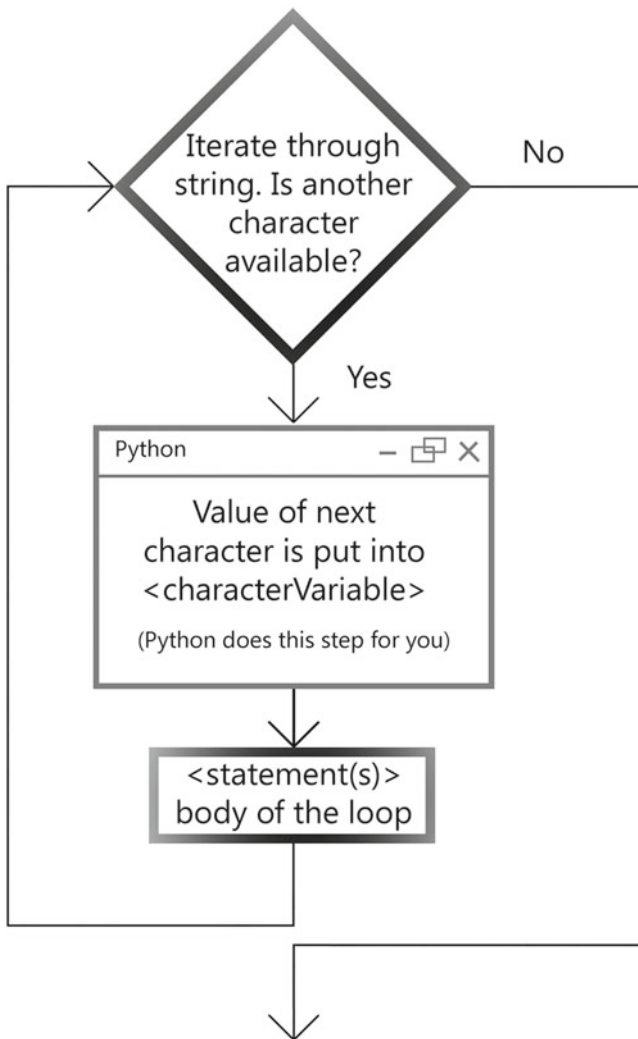 Iterate through
string. Is another
character
available?
No
Yes
Python
Value of next
character is put into
<characterVariable>
(Python does this step for you)
<statement(s)>
body of the loop